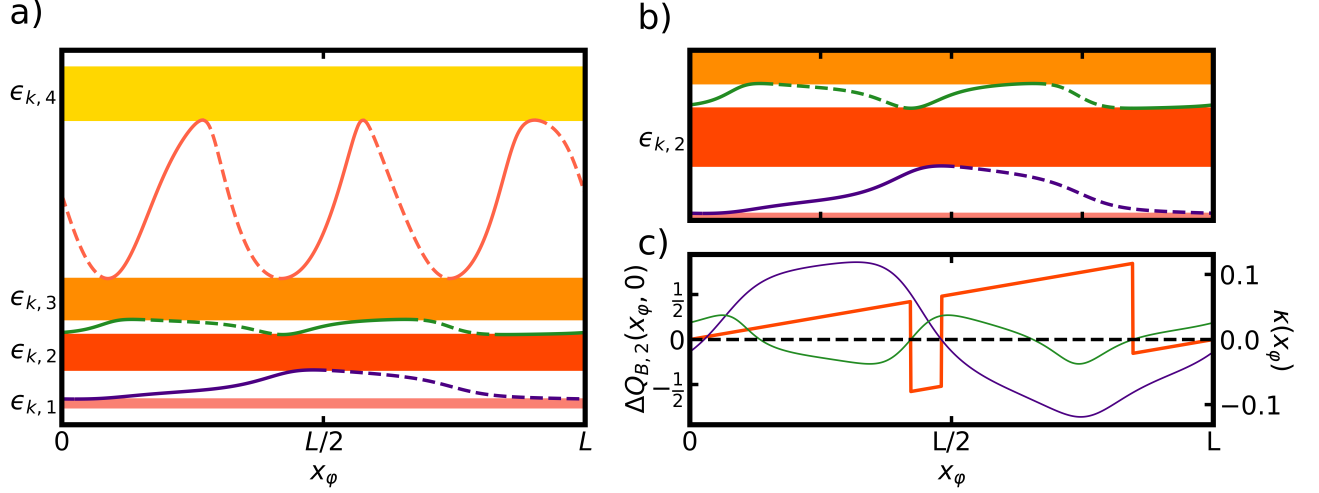 a)
ϵk,4
ϵk,3
ϵk,2
ϵk,1
0 L/2 L
xφ
b)
ϵk,2
c)
ΔQB,2(xφ, 0)
1/2
0
−1/2
0.1
0.0
−0.1
κ(xφ)
0 L/2 L
xφ